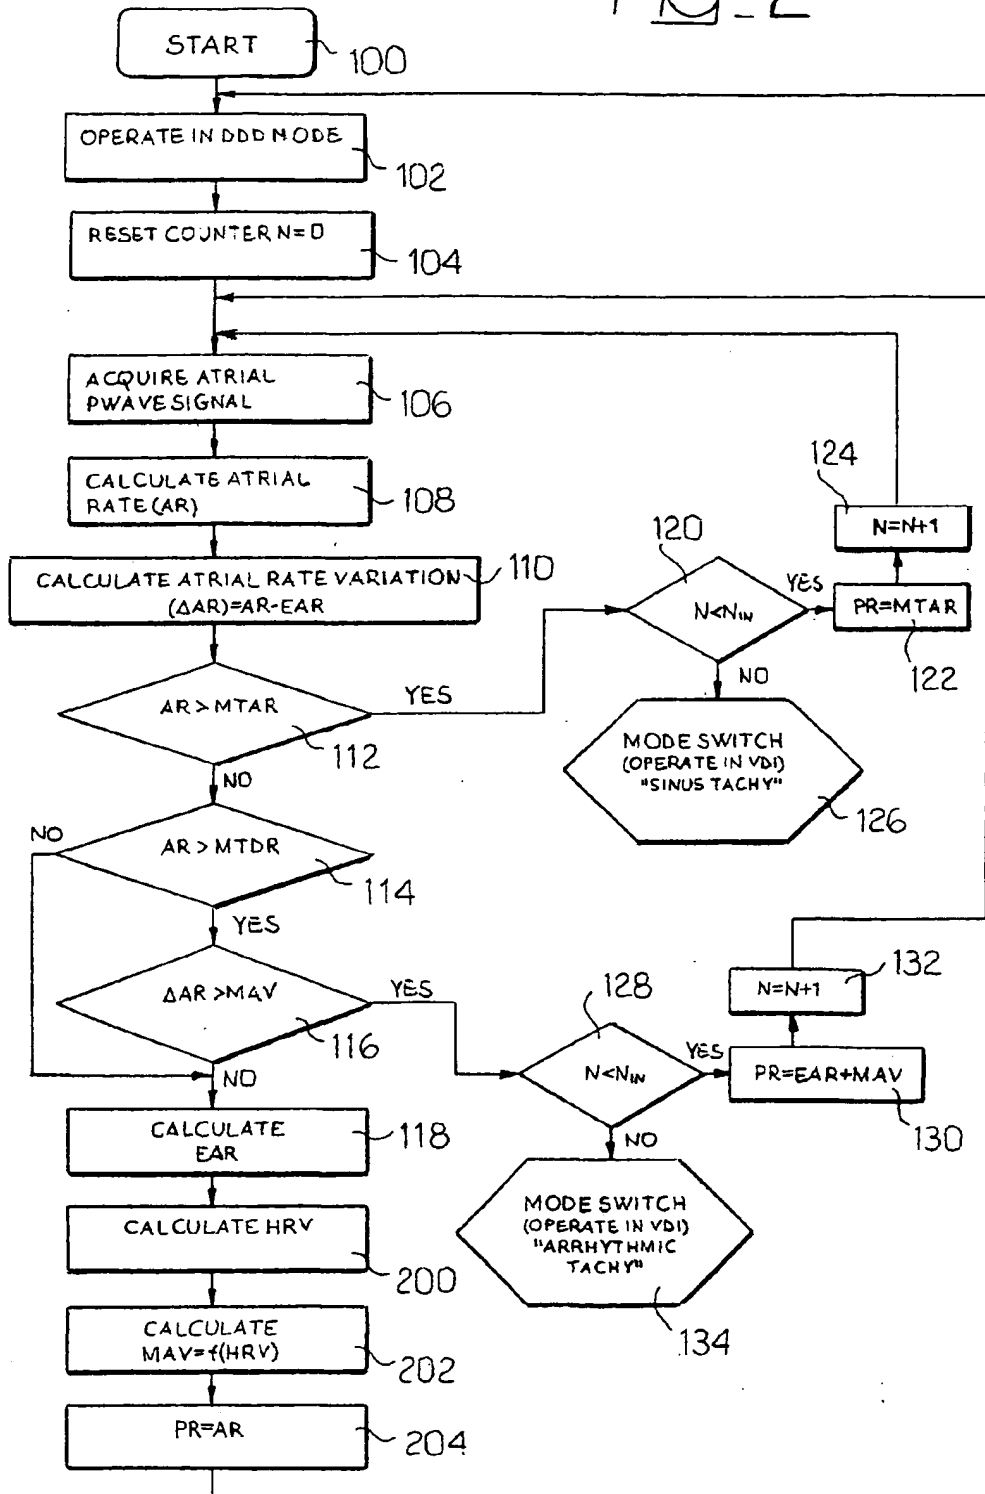 FIG_2
START
100
OPERATE IN DDD MODE
102
RESET COUNTER N=0
104
ACQUIRE ATRIAL
PWAVE SIGNAL
106
CALCULATE ATRIAL
RATE (AR)
108
CALCULATE ATRIAL RATE VARIATION
(ΔAR)=AR-EAR
110
AR>MTAR
112
YES
NO
120
N<NIN
YES
NO
PR=MTAR
122
124
N=N+1
MODE SWITCH
(OPERATE IN VDI)
"SINUS TACHY"
126
AR>MTDR
114
NO
YES
ΔAR>MAV
116
YES
NO
128
N<NIN
YES
NO
PR=EAR+MAV
130
N=N+1
132
MODE SWITCH
(OPERATE IN VDI)
"ARRHYTHMIC
TACHY"
134
CALCULATE
EAR
118
CALCULATE HRV
200
CALCULATE
MAV=f(HRV)
202
PR=AR
204